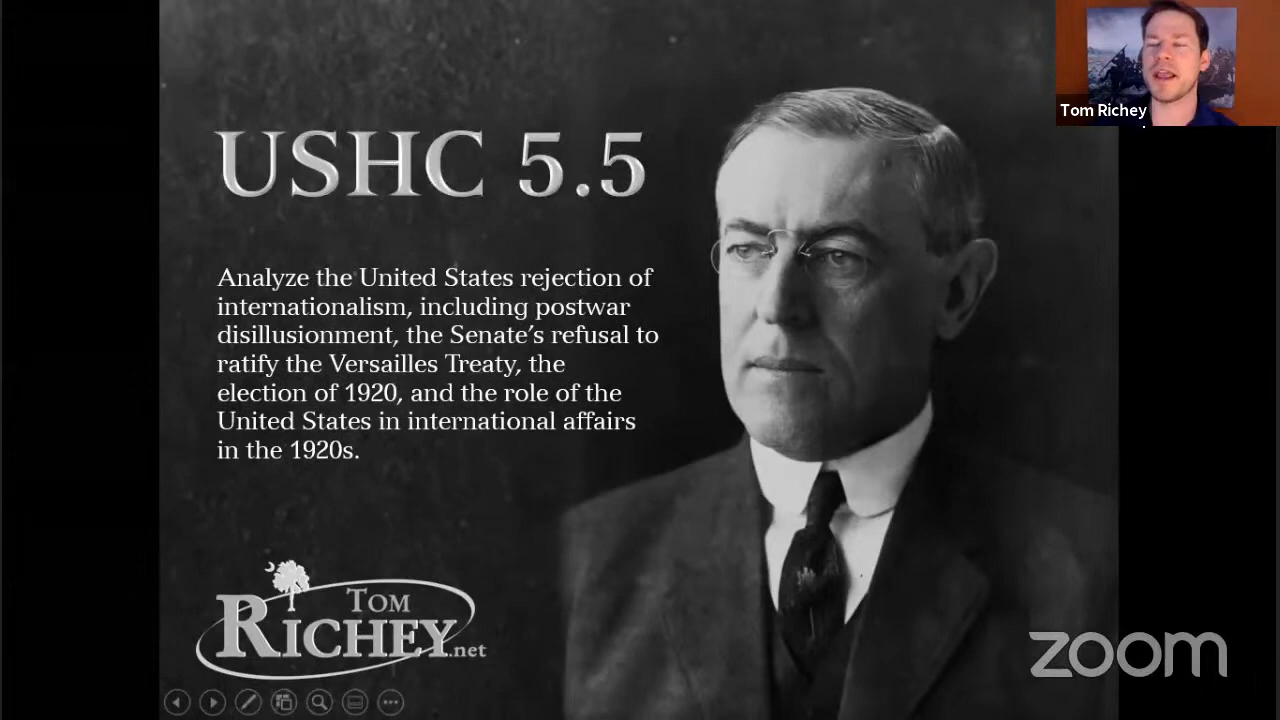 USHC 5.5
Analyze the United States rejection of
internationalism, including postwar
disillusionment, the Senate's refusal to
ratify the Versailles Treaty, the
election of 1920, and the role of the
United States in international affairs
in the 1920s.
TOM
RICHEY.net
Tom Richey
zoom